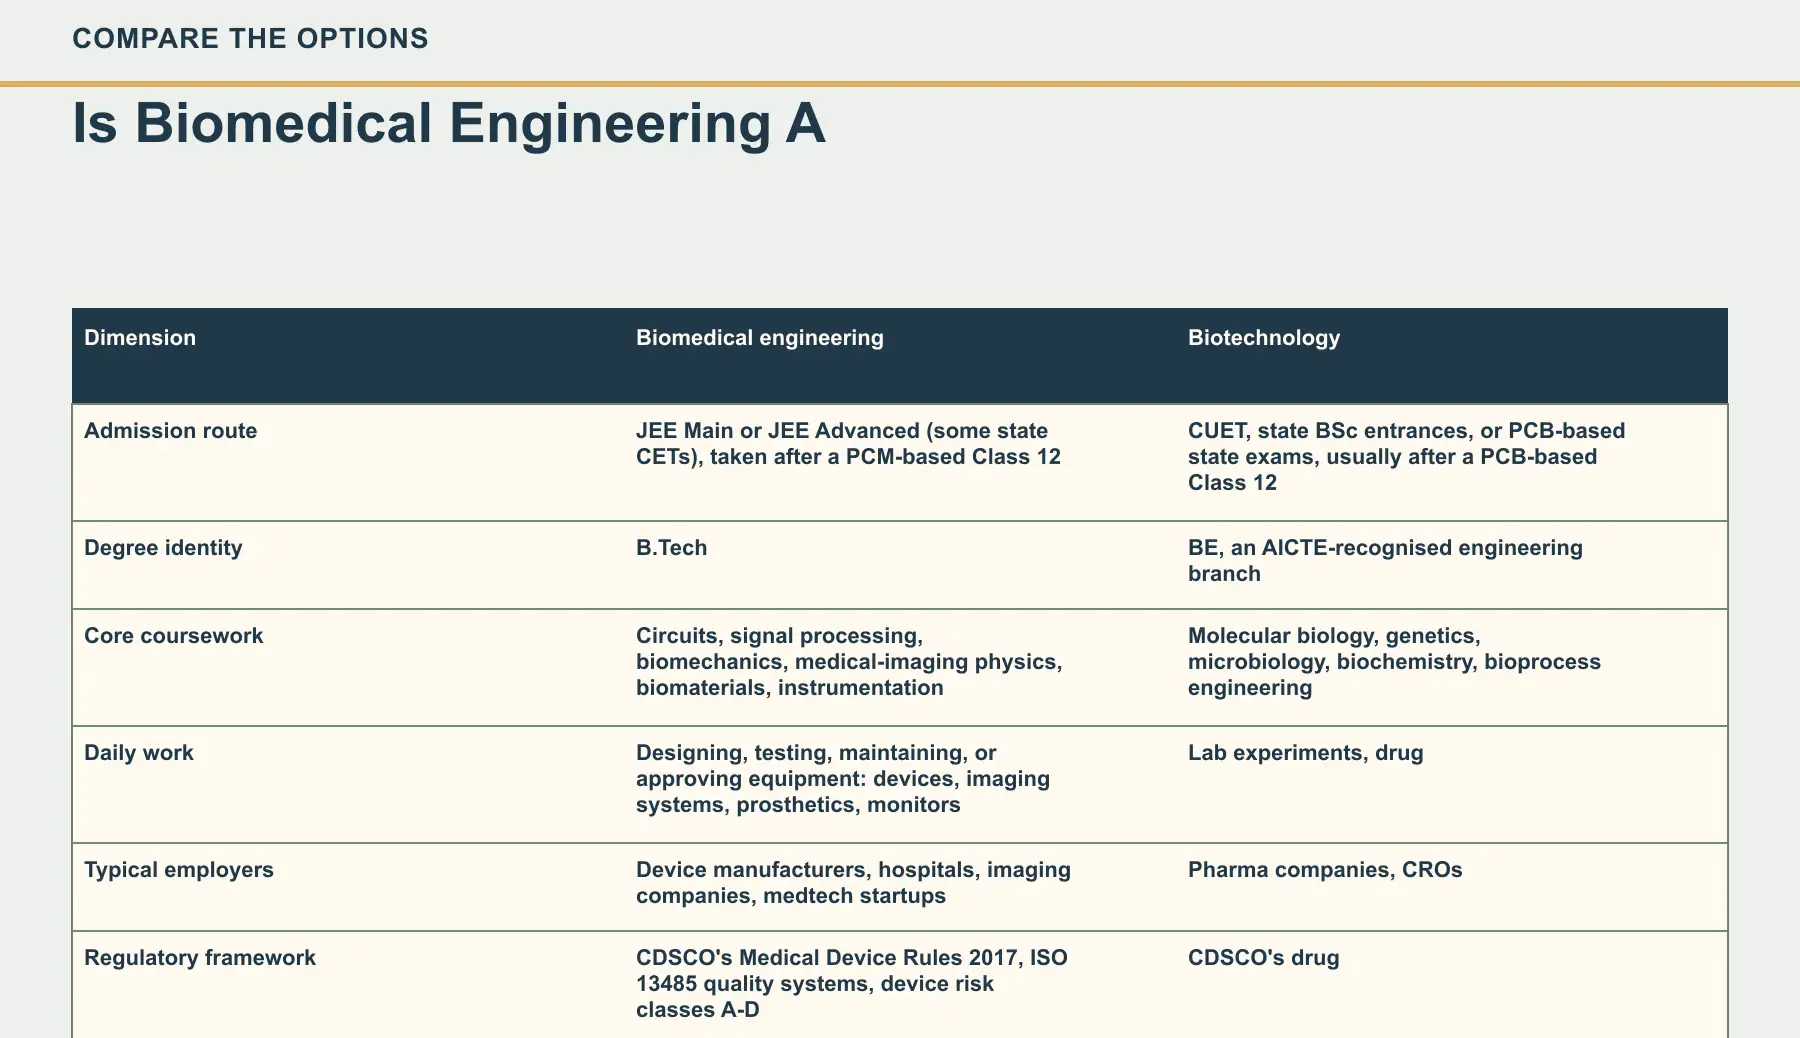 COMPARE THE OPTIONS
Is Biomedical Engineering A
Dimension
Biomedical engineering
Biotechnology
Admission route
JEE Main or JEE Advanced (some state
CETs), taken after a PCM-based Class 12
CUET, state BSc entrances, or PCB-based
state exams, usually after a PCB-based
Class 12
Degree identity
B.Tech
BE, an AICTE-recognised engineering
branch
Core coursework
Circuits, signal processing,
biomechanics, medical-imaging physics,
biomaterials, instrumentation
Molecular biology, genetics,
microbiology, biochemistry, bioprocess
engineering
Daily work
Designing, testing, maintaining, or
approving equipment: devices, imaging
systems, prosthetics, monitors
Lab experiments, drug
Typical employers
Device manufacturers, hospitals, imaging
companies, medtech startups
Pharma companies, CROs
Regulatory framework
CDSCO's Medical Device Rules 2017, ISO
13485 quality systems, device risk
classes A-D
CDSCO's drug